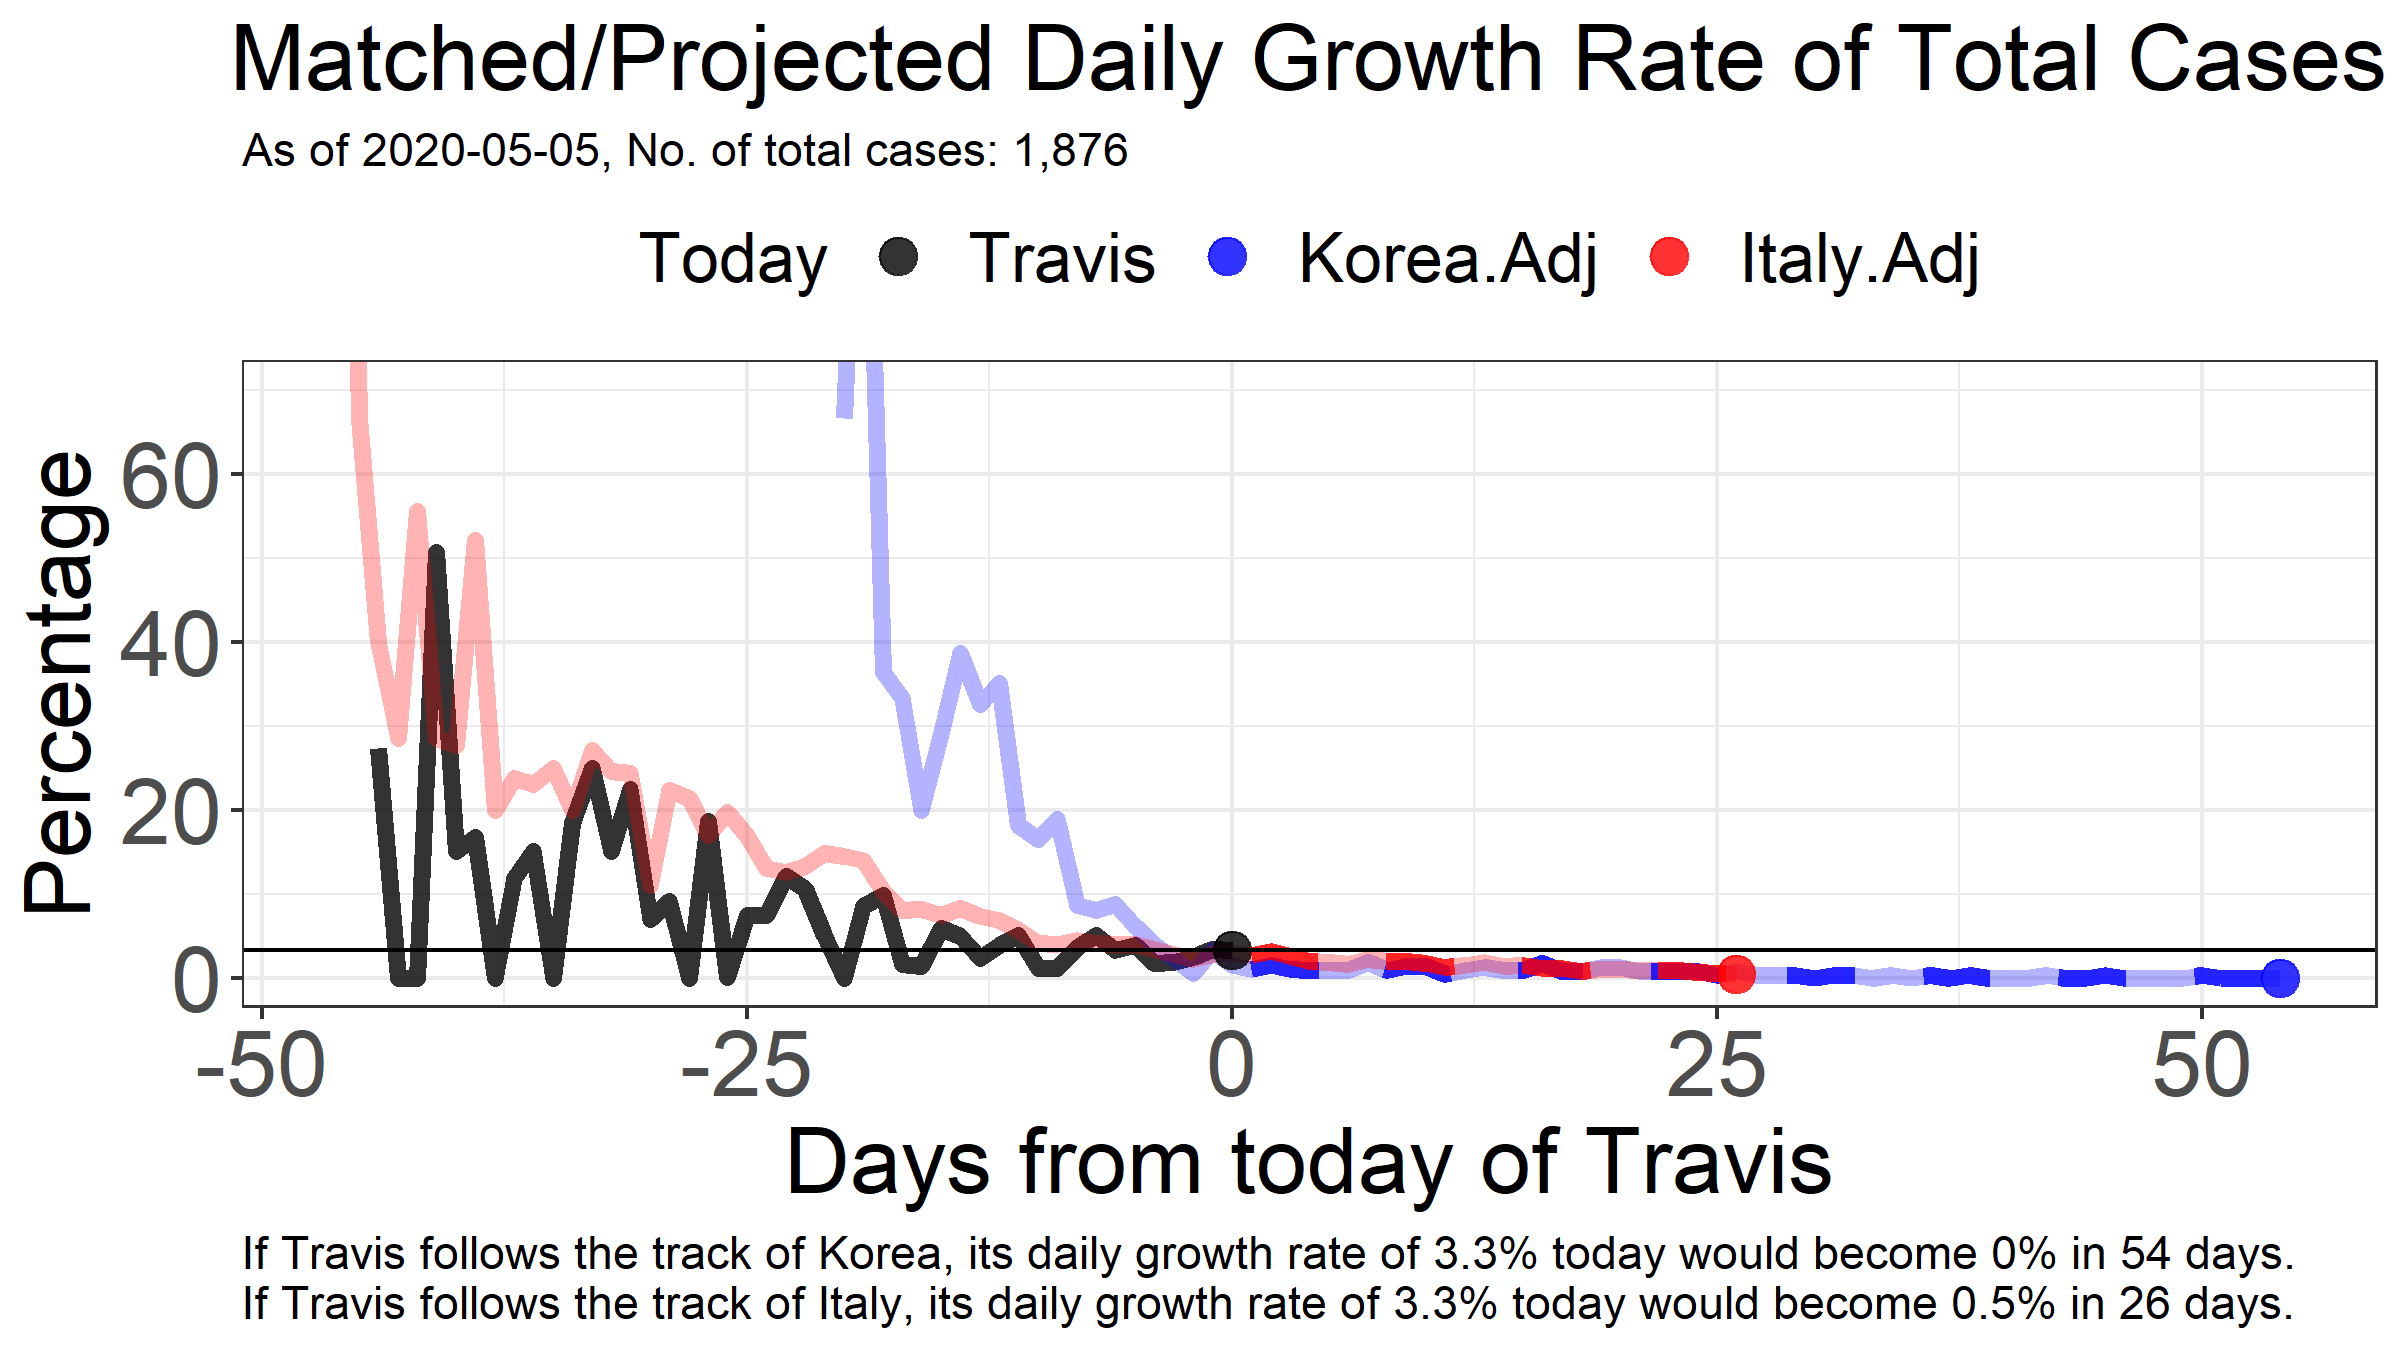 Matched/Projected Daily Growth Rate of Total Cases
As of 2020-05-05, No. of total cases: 1,876
Today Travis Korea.Adj Italy.Adj
Percentage
60
40
20
0
-50 -25 0 25 50
Days from today of Travis
If Travis follows the track of Korea, its daily growth rate of 3.3% today would become 0% in 54 days.
If Travis follows the track of Italy, its daily growth rate of 3.3% today would become 0.5% in 26 days.